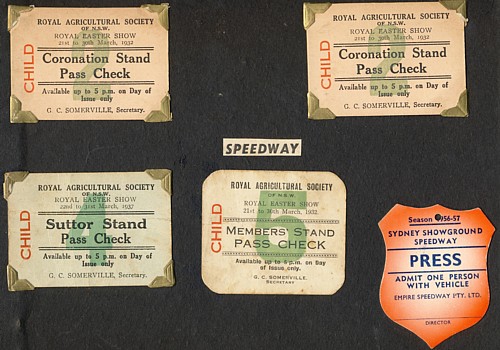 ROYAL AGRICULTURAL SOCIETY
OF N.S.W.
ROYAL EASTER SHOW
21st to 30th March, 1932
CHILD
Coronation Stand
Pass Check
Available up to 5 p.m. on Day of
Issue only
G. C. SOMERVILLE, Secretary.
ROYAL AGRICULTURAL SOCIETY
OF N.S.W.
ROYAL EASTER SHOW
21st to 30th March, 1932
CHILD
Coronation Stand
Pass Check
Available up to 5 p.m. on Day of
Issue only
G. C. SOMERVILLE, Secretary.
SPEEDWAY
ROYAL AGRICULTURAL SOCIETY
OF N.S.W.
ROYAL EASTER SHOW
22nd to 31st March, 1937
CHILD
Suttor Stand
Pass Check
Available up to 5 p.m. on Day of
Issue only
G. C. SOMERVILLE, Secretary.
ROYAL AGRICULTURAL SOCIETY
OF N.S.W.
ROYAL EASTER SHOW
21st to 30th March, 1932.
CHILD
MEMBERS' STAND
PASS CHECK
Available up to 5 p.m. on Day
of Issue only.
G. C. SOMERVILLE,
SECRETARY
Season 1956-57
SYDNEY SHOWGROUND
SPEEDWAY
PRESS
ADMIT ONE PERSON
WITH VEHICLE
EMPIRE SPEEDWAY PTY. LTD.
DIRECTOR